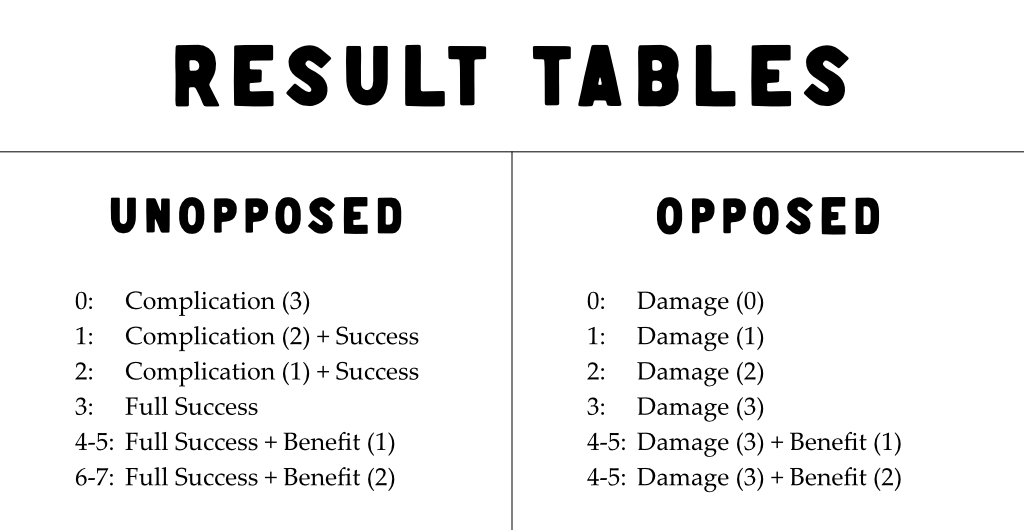 RESULT TABLES
UNOPPOSED
0: Complication (3)
1: Complication (2) + Success
2: Complication (1) + Success
3: Full Success
4-5: Full Success + Benefit (1)
6-7: Full Success + Benefit (2)
OPPOSED
0: Damage (0)
1: Damage (1)
2: Damage (2)
3: Damage (3)
4-5: Damage (3) + Benefit (1)
4-5: Damage (3) + Benefit (2)